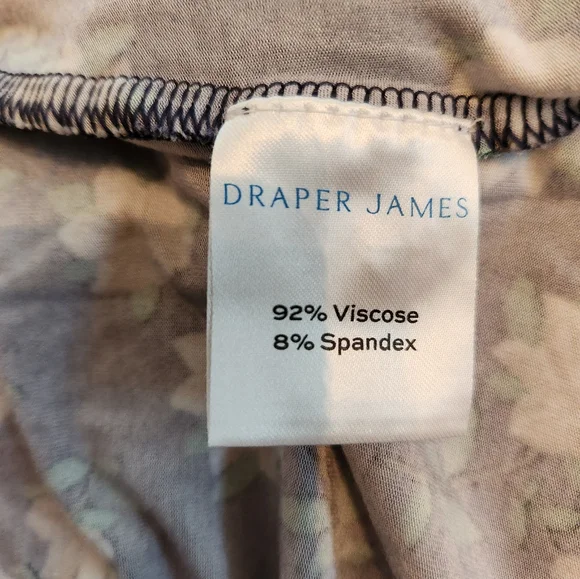 DRAPER JAMES
92% Viscose
8% Spandex